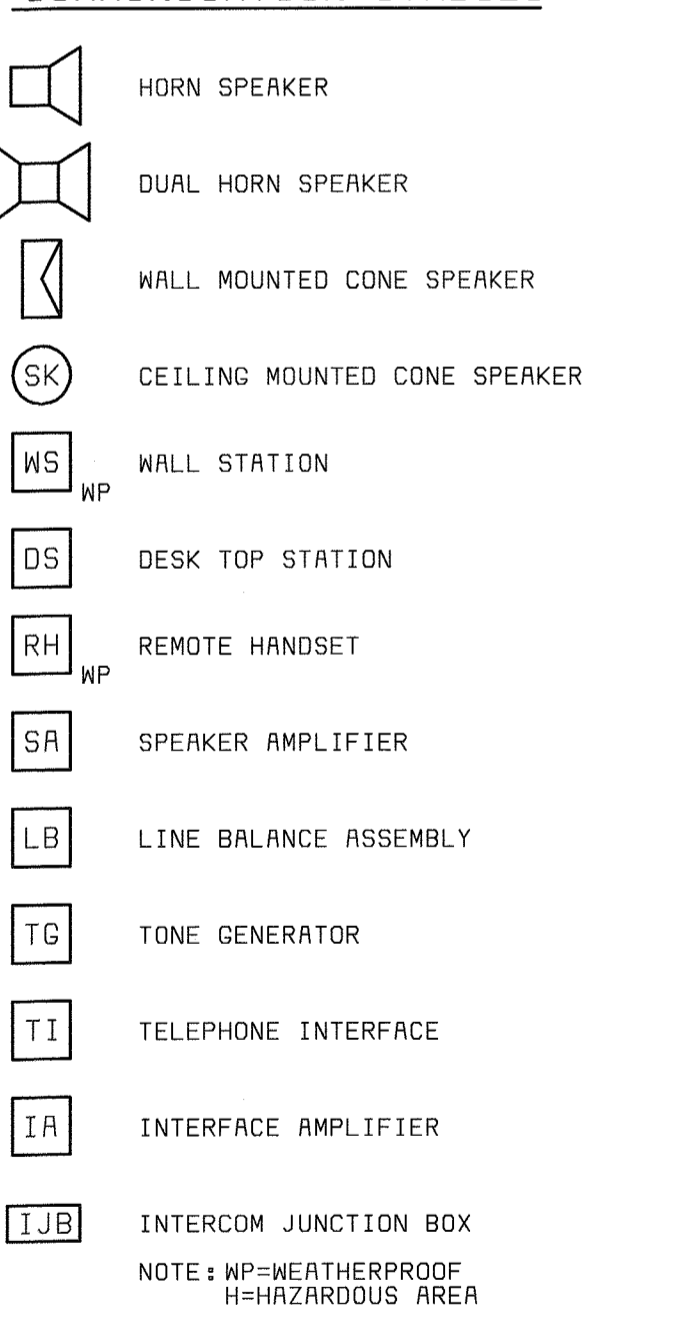 HORN SPEAKER
DUAL HORN SPEAKER
WALL MOUNTED CONE SPEAKER
SK CEILING MOUNTED CONE SPEAKER
WS WP WALL STATION
DS DESK TOP STATION
RH WP REMOTE HANDSET
SA SPEAKER AMPLIFIER
LB LINE BALANCE ASSEMBLY
TG TONE GENERATOR
TI TELEPHONE INTERFACE
IA INTERFACE AMPLIFIER
IJB INTERCOM JUNCTION BOX
NOTE: WP=WEATHERPROOF
H=HAZARDOUS AREA